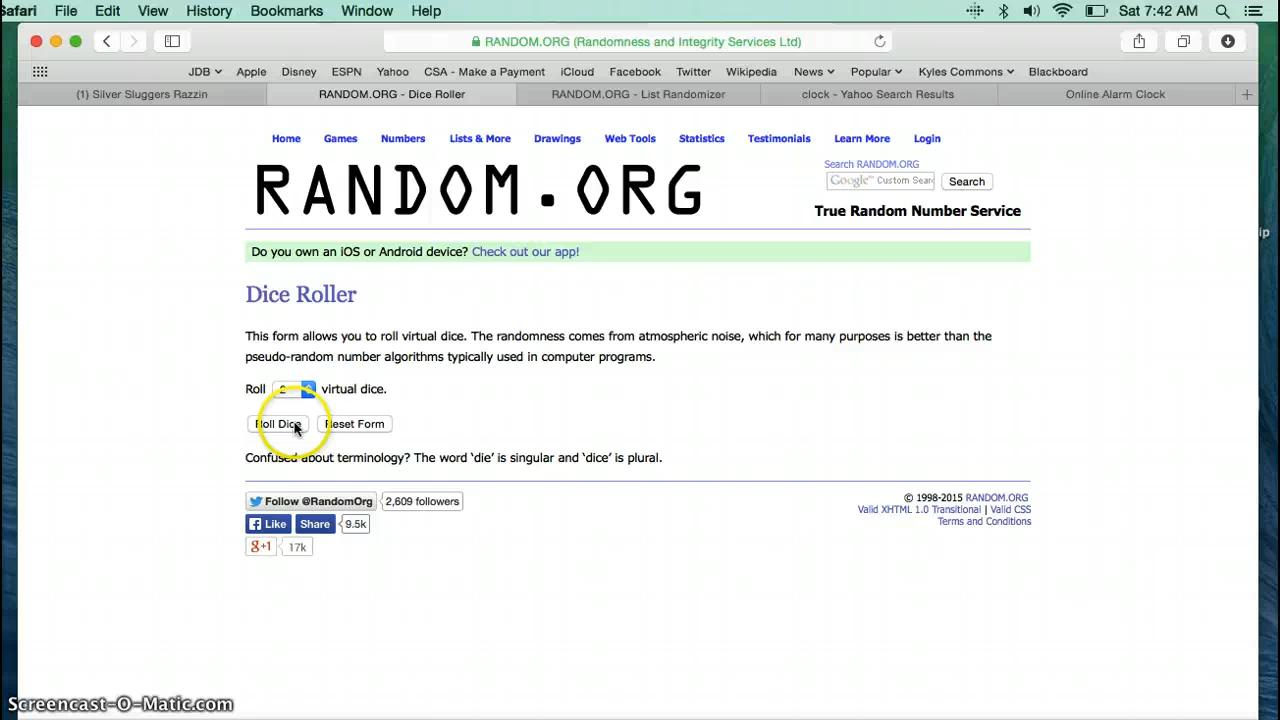 Safari File Edit View History Bookmarks Window Help Sat 7:42 AM
RANDOM.ORG (Randomness and Integrity Services Ltd)
JDB Apple Disney ESPN Yahoo CSA - Make a Payment iCloud Facebook Twitter Wikipedia News Popular Kyles Commons Blackboard
(1) Silver Sluggers Razzin RANDOM.ORG - Dice Roller RANDOM.ORG - List Randomizer clock - Yahoo Search Results Online Alarm Clock
Home Games Numbers Lists & More Drawings Web Tools Statistics Testimonials Learn More Login
RANDOM.ORG
Search RANDOM.ORG
Google™ Custom Sear Search
True Random Number Service
Do you own an iOS or Android device? Check out our app!
Dice Roller
This form allows you to roll virtual dice. The randomness comes from atmospheric noise, which for many purposes is better than the
pseudo-random number algorithms typically used in computer programs.
Roll 2 virtual dice.
Roll Dice Reset Form
Confused about terminology? The word ‘die’ is singular and ‘dice’ is plural.
Follow @RandomOrg 2,609 followers
Like Share 9.5k
g+1 17k
© 1998-2015 RANDOM.ORG
Valid XHTML 1.0 Transitional | Valid CSS
Terms and Conditions
Screencast-O-Matic.com